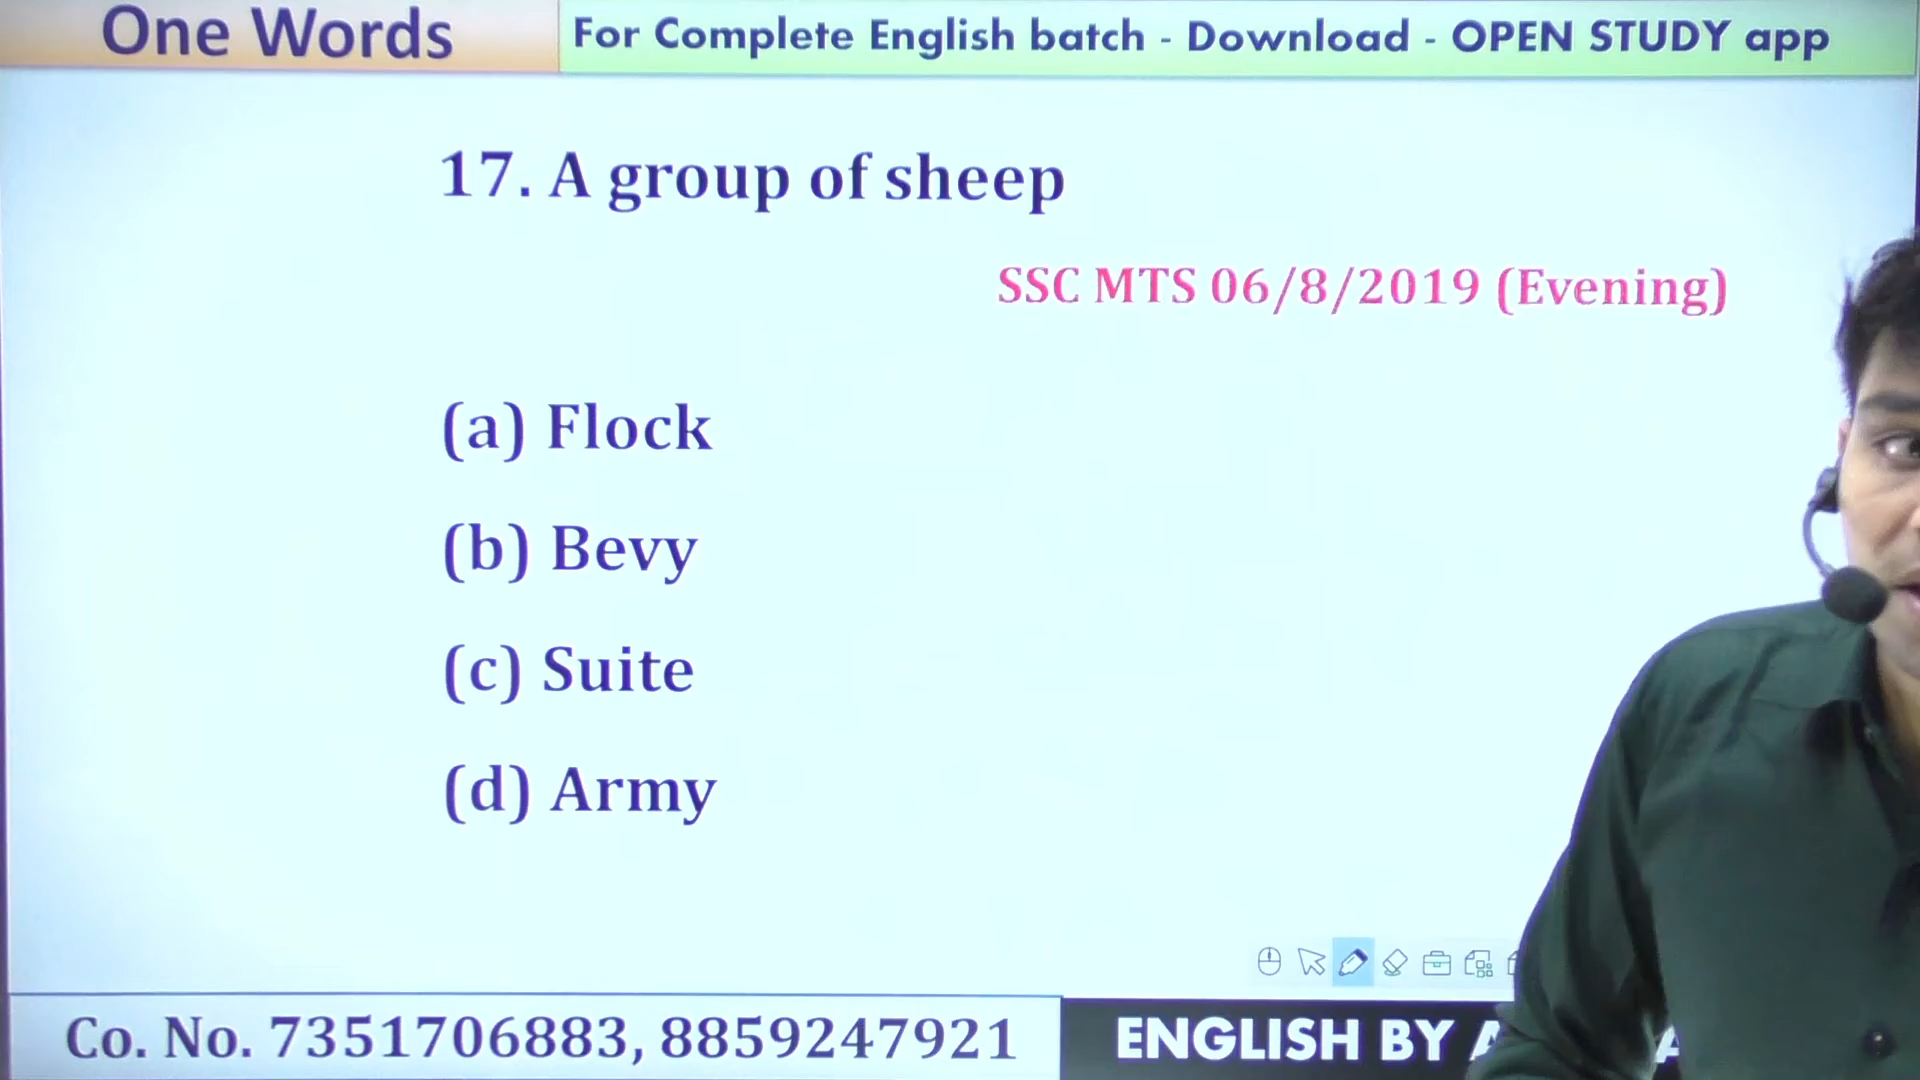 One Words
For Complete English batch - Download - OPEN STUDY app
17. A group of sheep
SSC MTS 06/8/2019 (Evening)
(a) Flock
(b) Bevy
(c) Suite
(d) Army
Co. No. 7351706883, 8859247921
ENGLISH BY